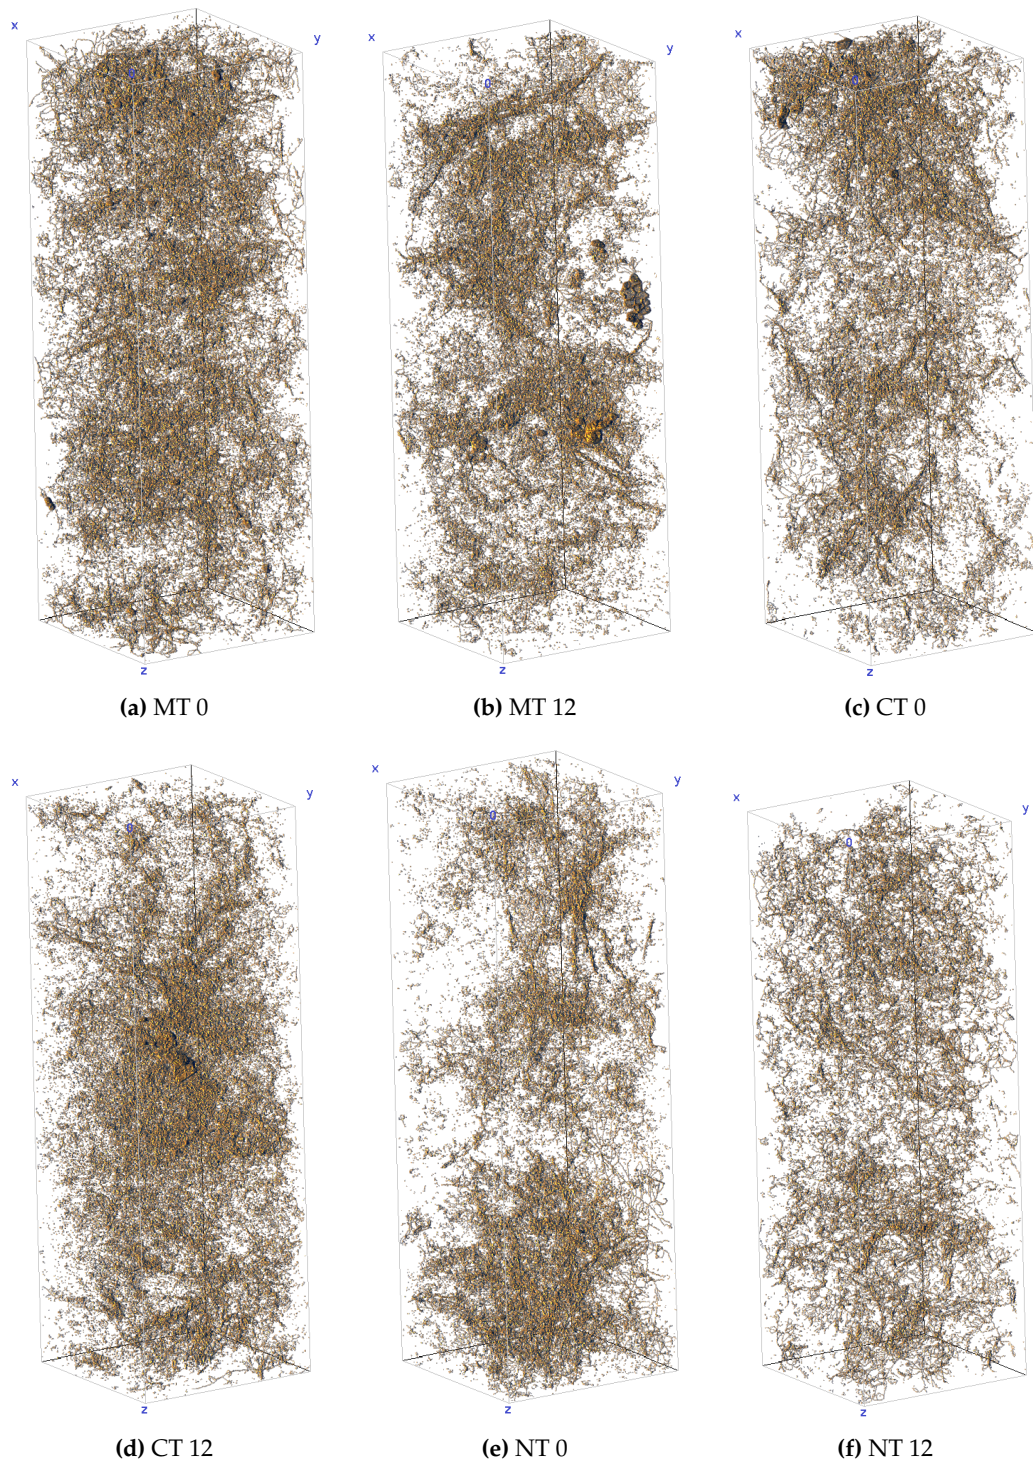 x y x y x y
0 0 0
z z z
(a) MT 0 (b) MT 12 (c) CT 0
x y x y x y
0 0 0
z z z
(d) CT 12 (e) NT 0 (f) NT 12